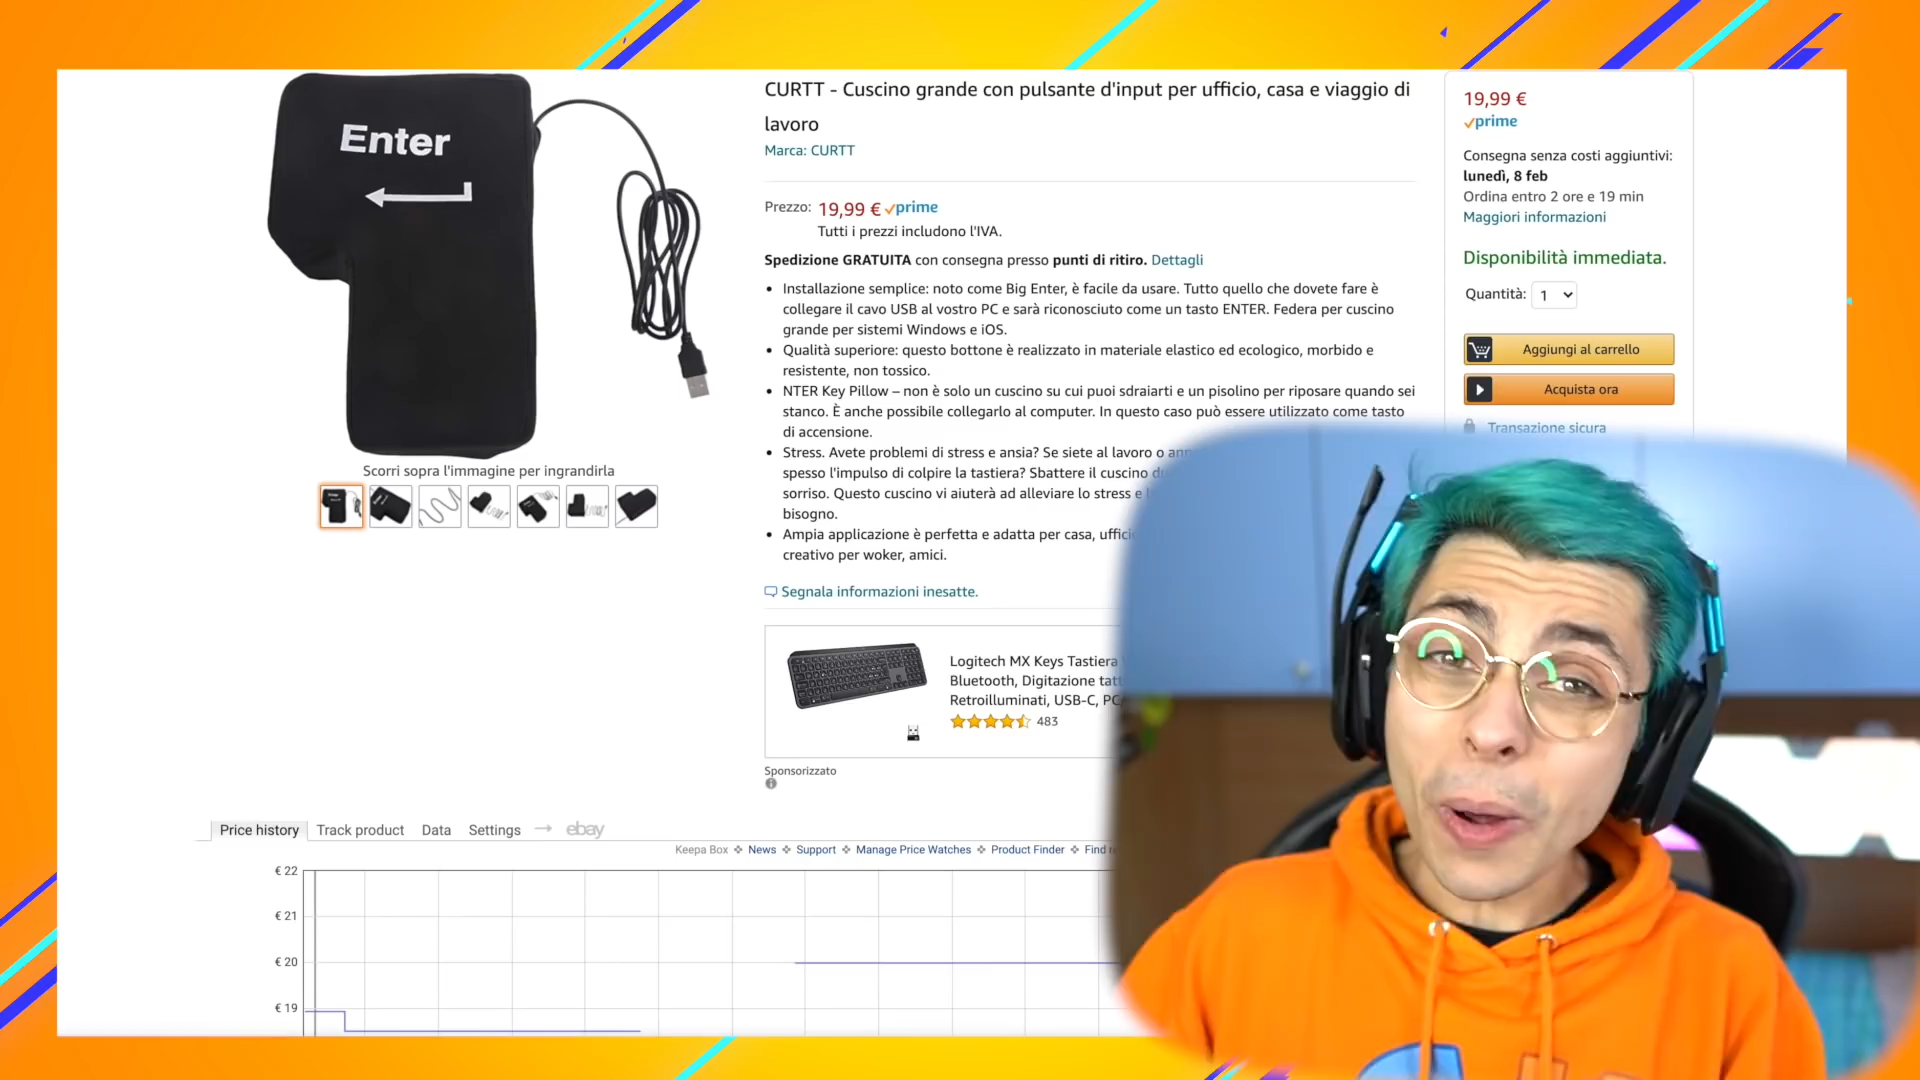 Enter
Scorri sopra l'immagine per ingrandirla
CURTT - Cuscino grande con pulsante d'input per ufficio, casa e viaggio di
lavoro
Marca: CURTT
Prezzo: 19,99 € prime
Tutti i prezzi includono l'IVA.
Spedizione GRATUITA con consegna presso punti di ritiro. Dettagli
Installazione semplice: noto come Big Enter, è facile da usare. Tutto quello che dovete fare è
collegare il cavo USB al vostro PC e sarà riconosciuto come un tasto ENTER. Federa per cuscino
grande per sistemi Windows e iOS.
Qualità superiore: questo bottone è realizzato in materiale elastico ed ecologico, morbido e
resistente, non tossico.
NTER Key Pillow – non è solo un cuscino su cui puoi sdraiarti e un pisolino per riposare quando sei
stanco. È anche possibile collegarlo al computer. In questo caso può essere utilizzato come tasto
di accensione.
Stress. Avete problemi di stress e ansia? Se siete al lavoro o
spesso l'impulso di colpire la tastiera? Sbattere il cuscino
sorriso. Questo cuscino vi aiuterà ad alleviare lo stress e
bisogno.
Ampia applicazione è perfetta e adatta per casa,
creativo per woker, amici.
Segnala informazioni inesatte.
Logitech MX Keys Tastiera
Bluetooth, Digitazione
Retroilluminati, USB-C,
483
Sponsorizzato
19,99 €
prime
Consegna senza costi aggiuntivi:
lunedì, 8 feb
Ordina entro 2 ore e 19 min
Maggiori informazioni
Disponibilità immediata.
Quantità: 1
Aggiungi al carrello
Acquista ora
Transazione sicura
Price history Track product Data Settings → ebay
Keepa Box ❖ News ❖ Support ❖ Manage Price Watches ❖ Product Finder ❖ Find
€ 22
€ 21
€ 20
€ 19